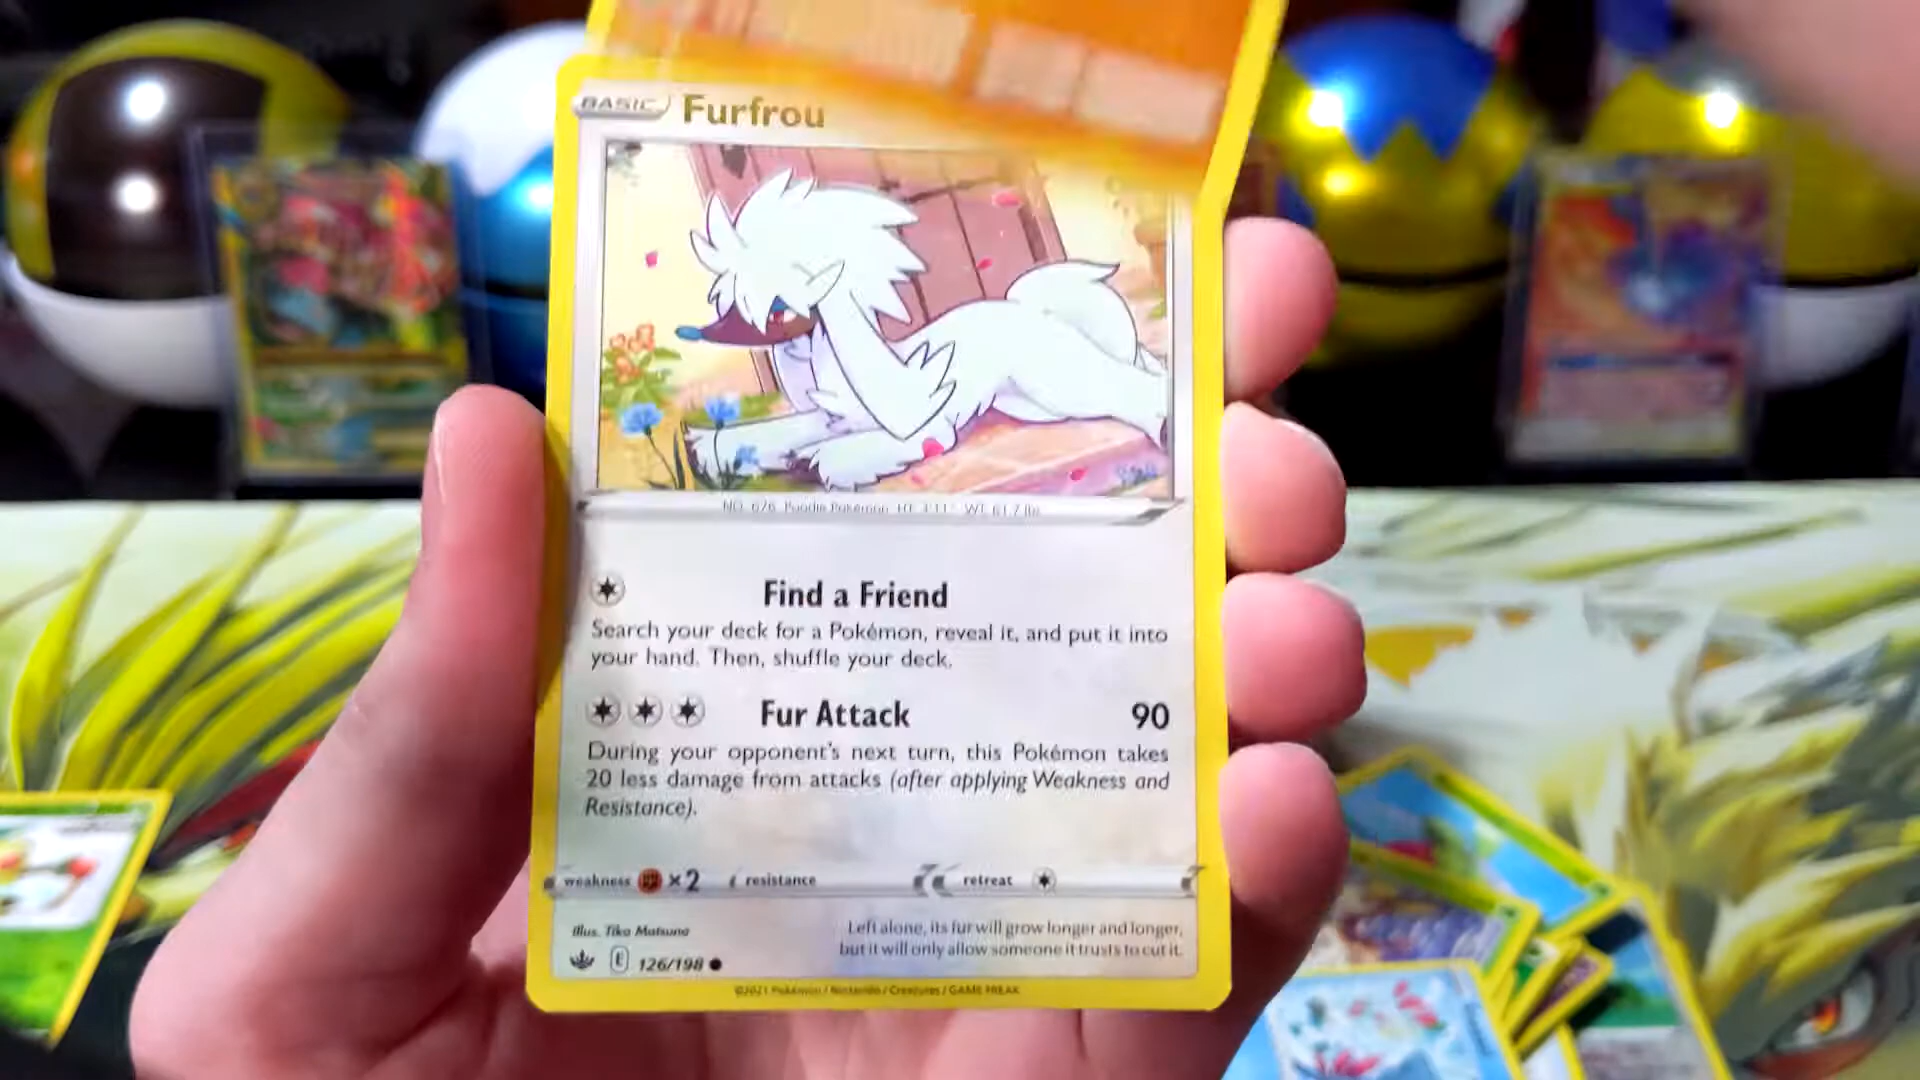 BASIC Furfrou
NO. 676 Poodle Pokémon HT: 3'11" WT: 61.7 lbs.
Find a Friend
Search your deck for a Pokémon, reveal it, and put it into
your hand. Then, shuffle your deck.
Fur Attack 90
During your opponent's next turn, this Pokémon takes
20 less damage from attacks (after applying Weakness and
Resistance).
weakness ×2 resistance retreat
Illus. Tika Matsuno
Left alone, its fur will grow longer and longer,
but it will only allow someone it trusts to cut it.
E 126/198
©2021 Pokémon / Nintendo / Creatures / GAME FREAK